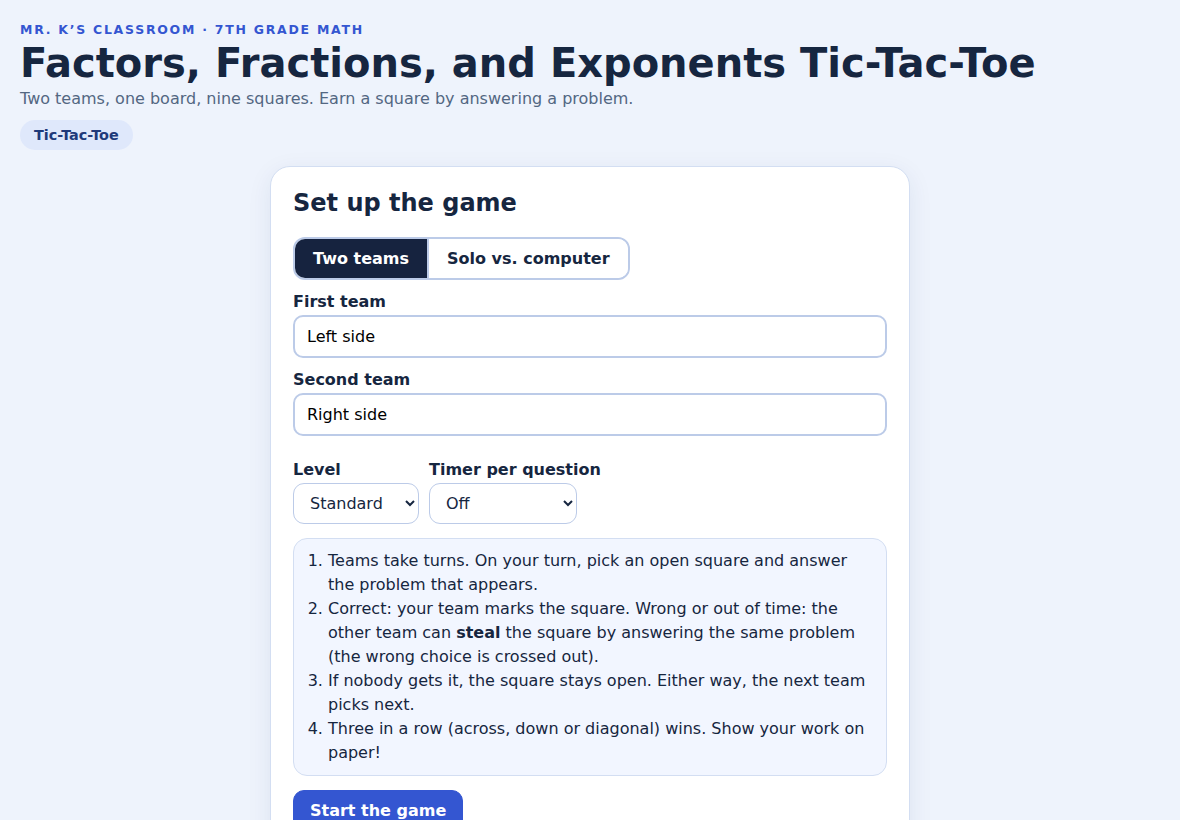 MR. K’S CLASSROOM · 7TH GRADE MATH
Factors, Fractions, and Exponents Tic-Tac-Toe
Two teams, one board, nine squares. Earn a square by answering a problem.
Tic-Tac-Toe
Set up the game
Two teams
Solo vs. computer
First team
Left side
Second team
Right side
Level
Timer per question
Standard
Off
1. Teams take turns. On your turn, pick an open square and answer
the problem that appears.
2. Correct: your team marks the square. Wrong or out of time: the
other team can steal the square by answering the same problem
(the wrong choice is crossed out).
3. If nobody gets it, the square stays open. Either way, the next team
picks next.
4. Three in a row (across, down or diagonal) wins. Show your work on
paper!
Start the game